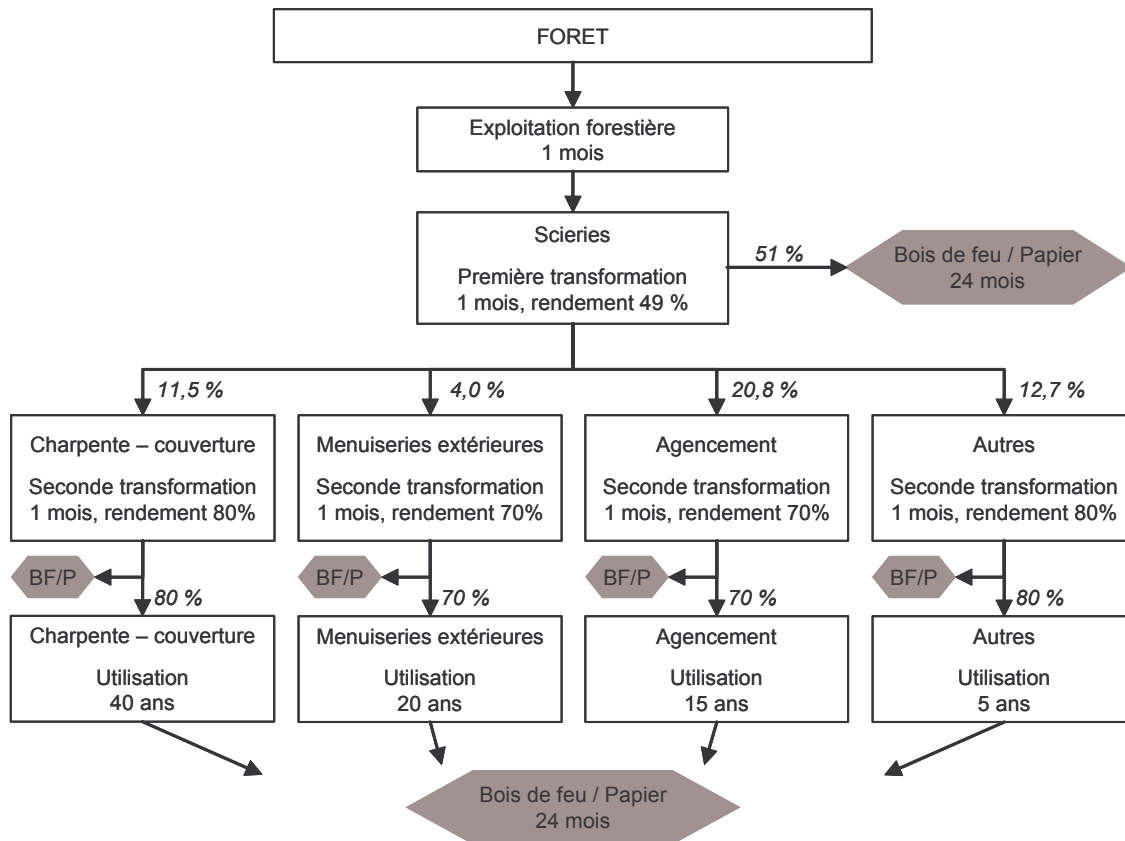 FORET
Exploitation forestière
1 mois
Scieries
Première transformation
1 mois, rendement 49 %
51 %
Bois de feu / Papier
24 mois
11,5 %
4,0 %
20,8 %
12,7 %
Charpente – couverture
Seconde transformation
1 mois, rendement 80%
Menuiseries extérieures
Seconde transformation
1 mois, rendement 70%
Agencement
Seconde transformation
1 mois, rendement 70%
Autres
Seconde transformation
1 mois, rendement 80%
BF/P
80 %
BF/P
70 %
BF/P
70 %
BF/P
80 %
Charpente – couverture
Utilisation
40 ans
Menuiseries extérieures
Utilisation
20 ans
Agencement
Utilisation
15 ans
Autres
Utilisation
5 ans
Bois de feu / Papier
24 mois